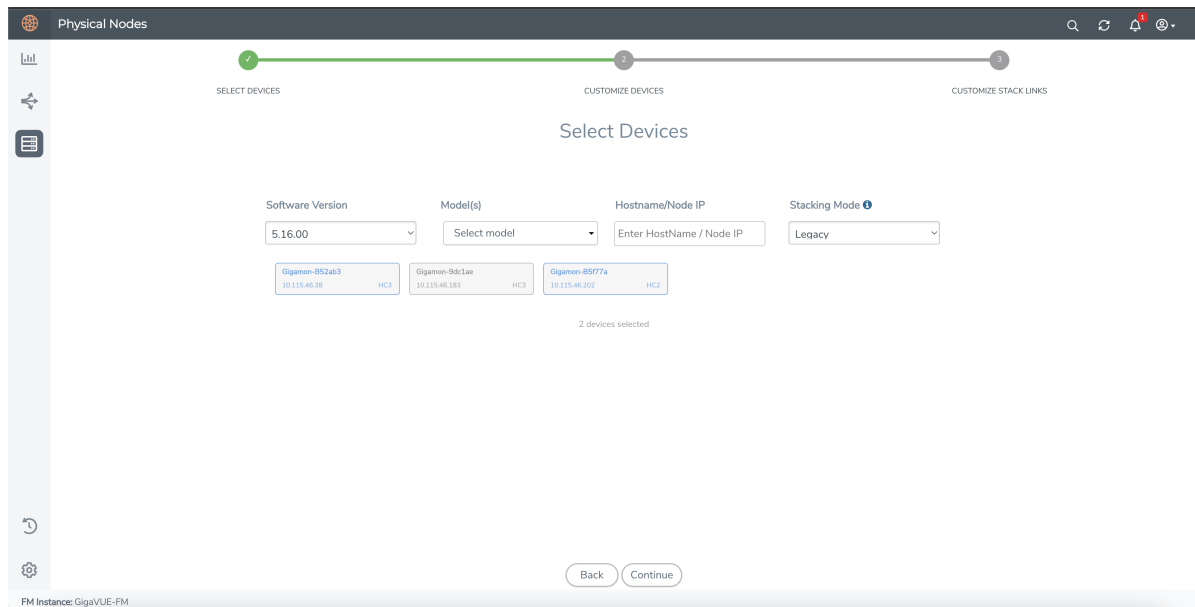 Physical Nodes
1
✓
2
3
SELECT DEVICES
CUSTOMIZE DEVICES
CUSTOMIZE STACK LINKS
Select Devices
Software Version
Model(s)
Hostname/Node IP
Stacking Mode
5.16.00
Select model
Enter HostName / Node IP
Legacy
Gigamon-B52ab3
10.115.46.38 HC3
Gigamon-9dc1ae
10.115.46.183 HC3
Gigamon-B5f77a
10.115.46.202 HC2
2 devices selected
Back
Continue
FM Instance: GigaVUE-FM